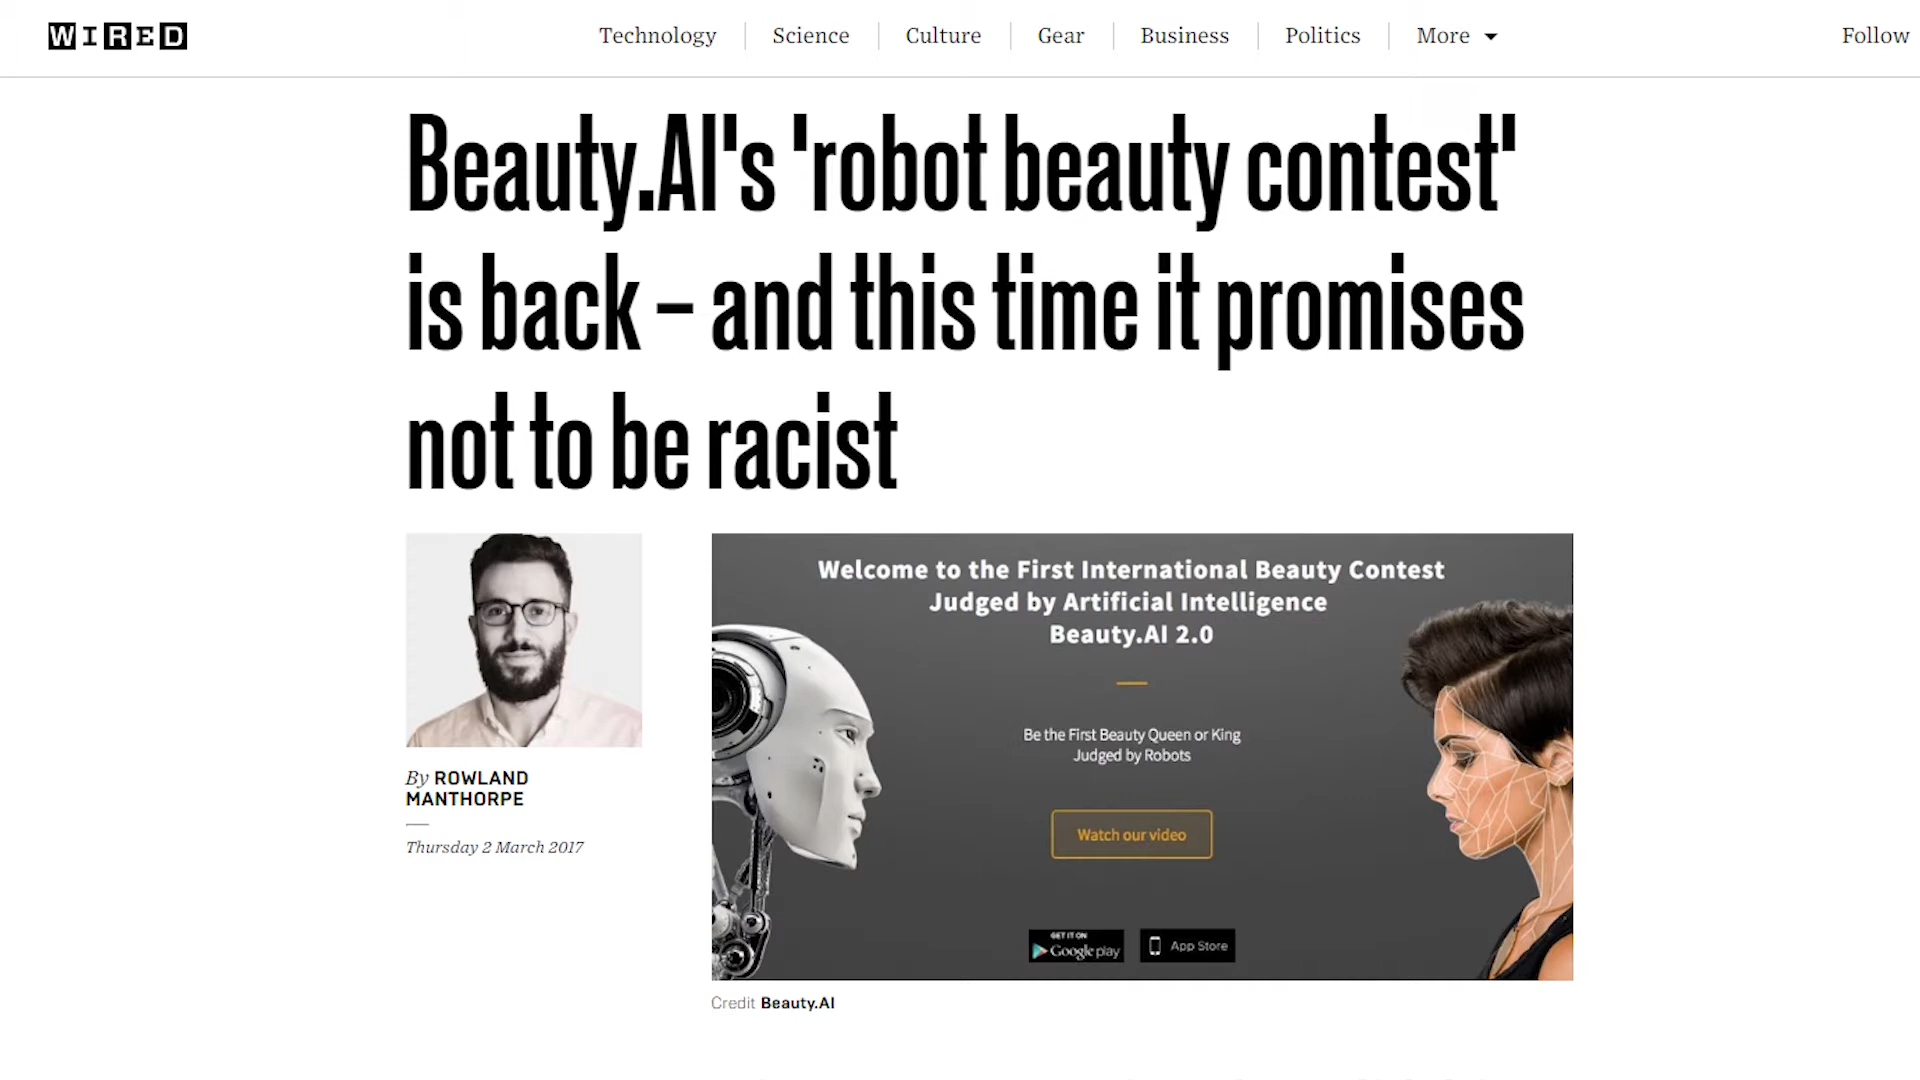 WIRED
Technology
Science
Culture
Gear
Business
Politics
More
Follow
Beauty.AI's 'robot beauty contest'
is back – and this time it promises
not to be racist
By ROWLAND
MANTHORPE
Thursday 2 March 2017
Welcome to the First International Beauty Contest
Judged by Artificial Intelligence
Beauty.AI 2.0
Be the First Beauty Queen or King
Judged by Robots
Watch our video
GET IT ON
Google play
App Store
Credit Beauty.AI